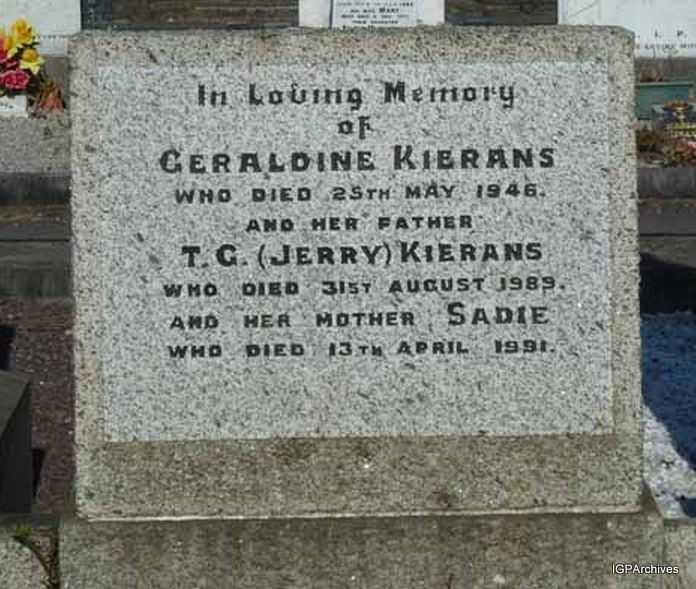 In Loving Memory
of
GERALDINE KIERANS
WHO DIED 25TH MAY 1946.
AND HER FATHER
T. G. (JERRY) KIERANS
WHO DIED 31ST AUGUST 1989.
AND HER MOTHER SADIE
WHO DIED 13TH APRIL 1991.
IGPArchives